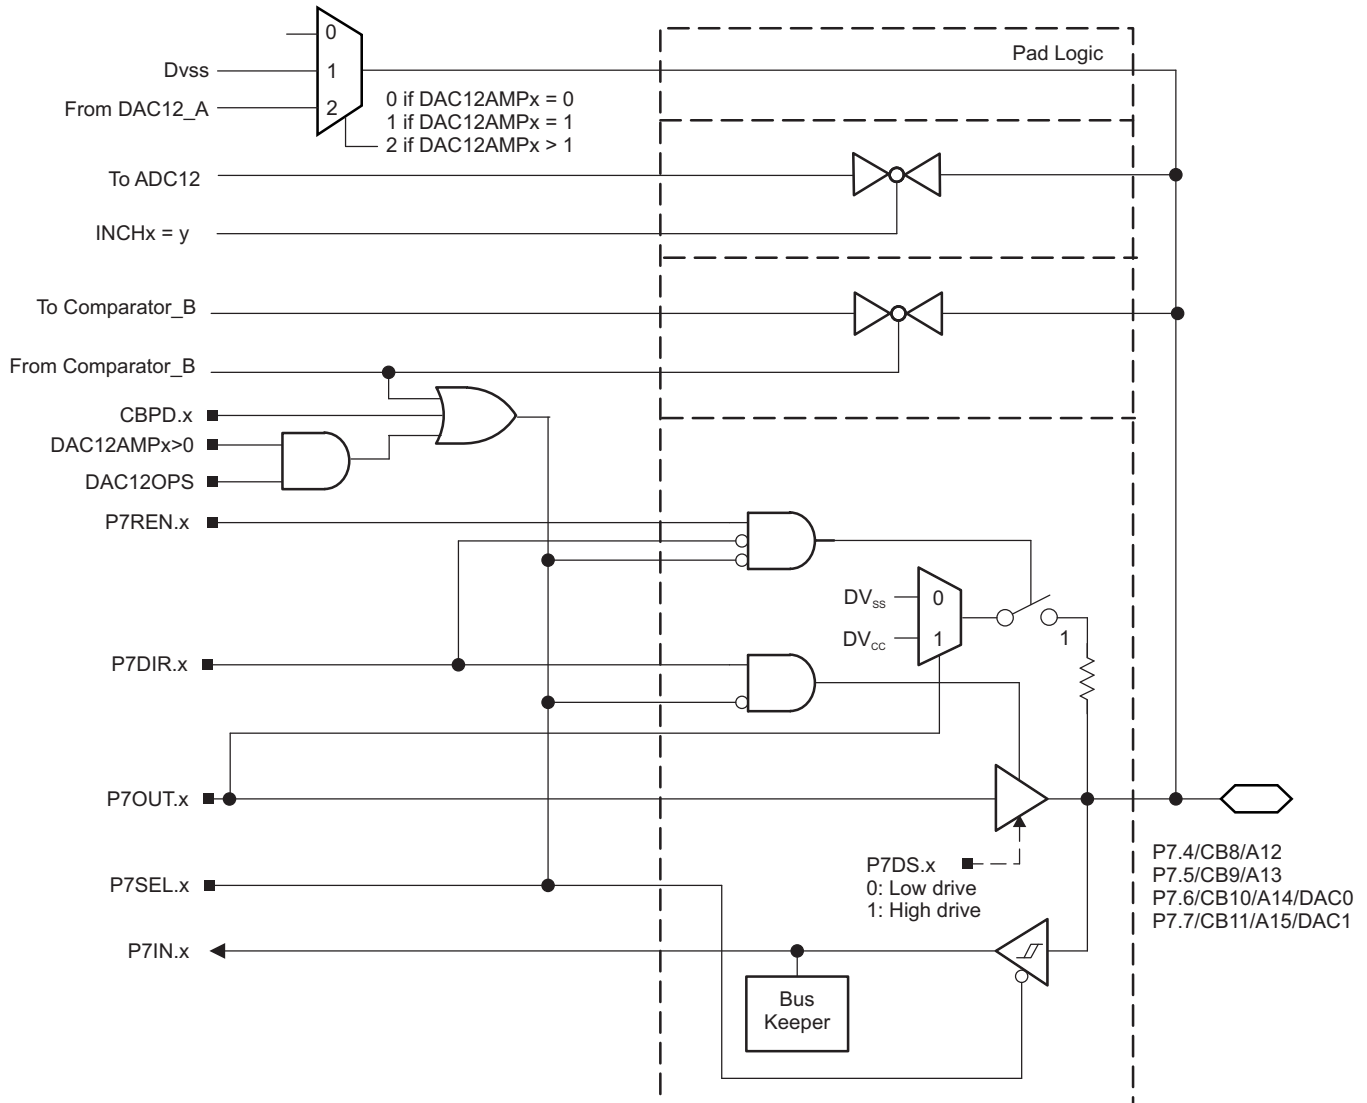 0
Pad Logic
Dvss
1
From DAC12_A
2
0 if DAC12AMPx = 0
1 if DAC12AMPx = 1
2 if DAC12AMPx > 1
To ADC12
INCHx = y
To Comparator_B
From Comparator_B
CBPD.x
DAC12AMPx>0
DAC12OPS
P7REN.x
DVSS
0
DVCC
1
1
P7DIR.x
P7OUT.x
P7DS.x
0: Low drive
1: High drive
P7.4/CB8/A12
P7.5/CB9/A13
P7.6/CB10/A14/DAC0
P7.7/CB11/A15/DAC1
P7SEL.x
P7IN.x
Bus
Keeper